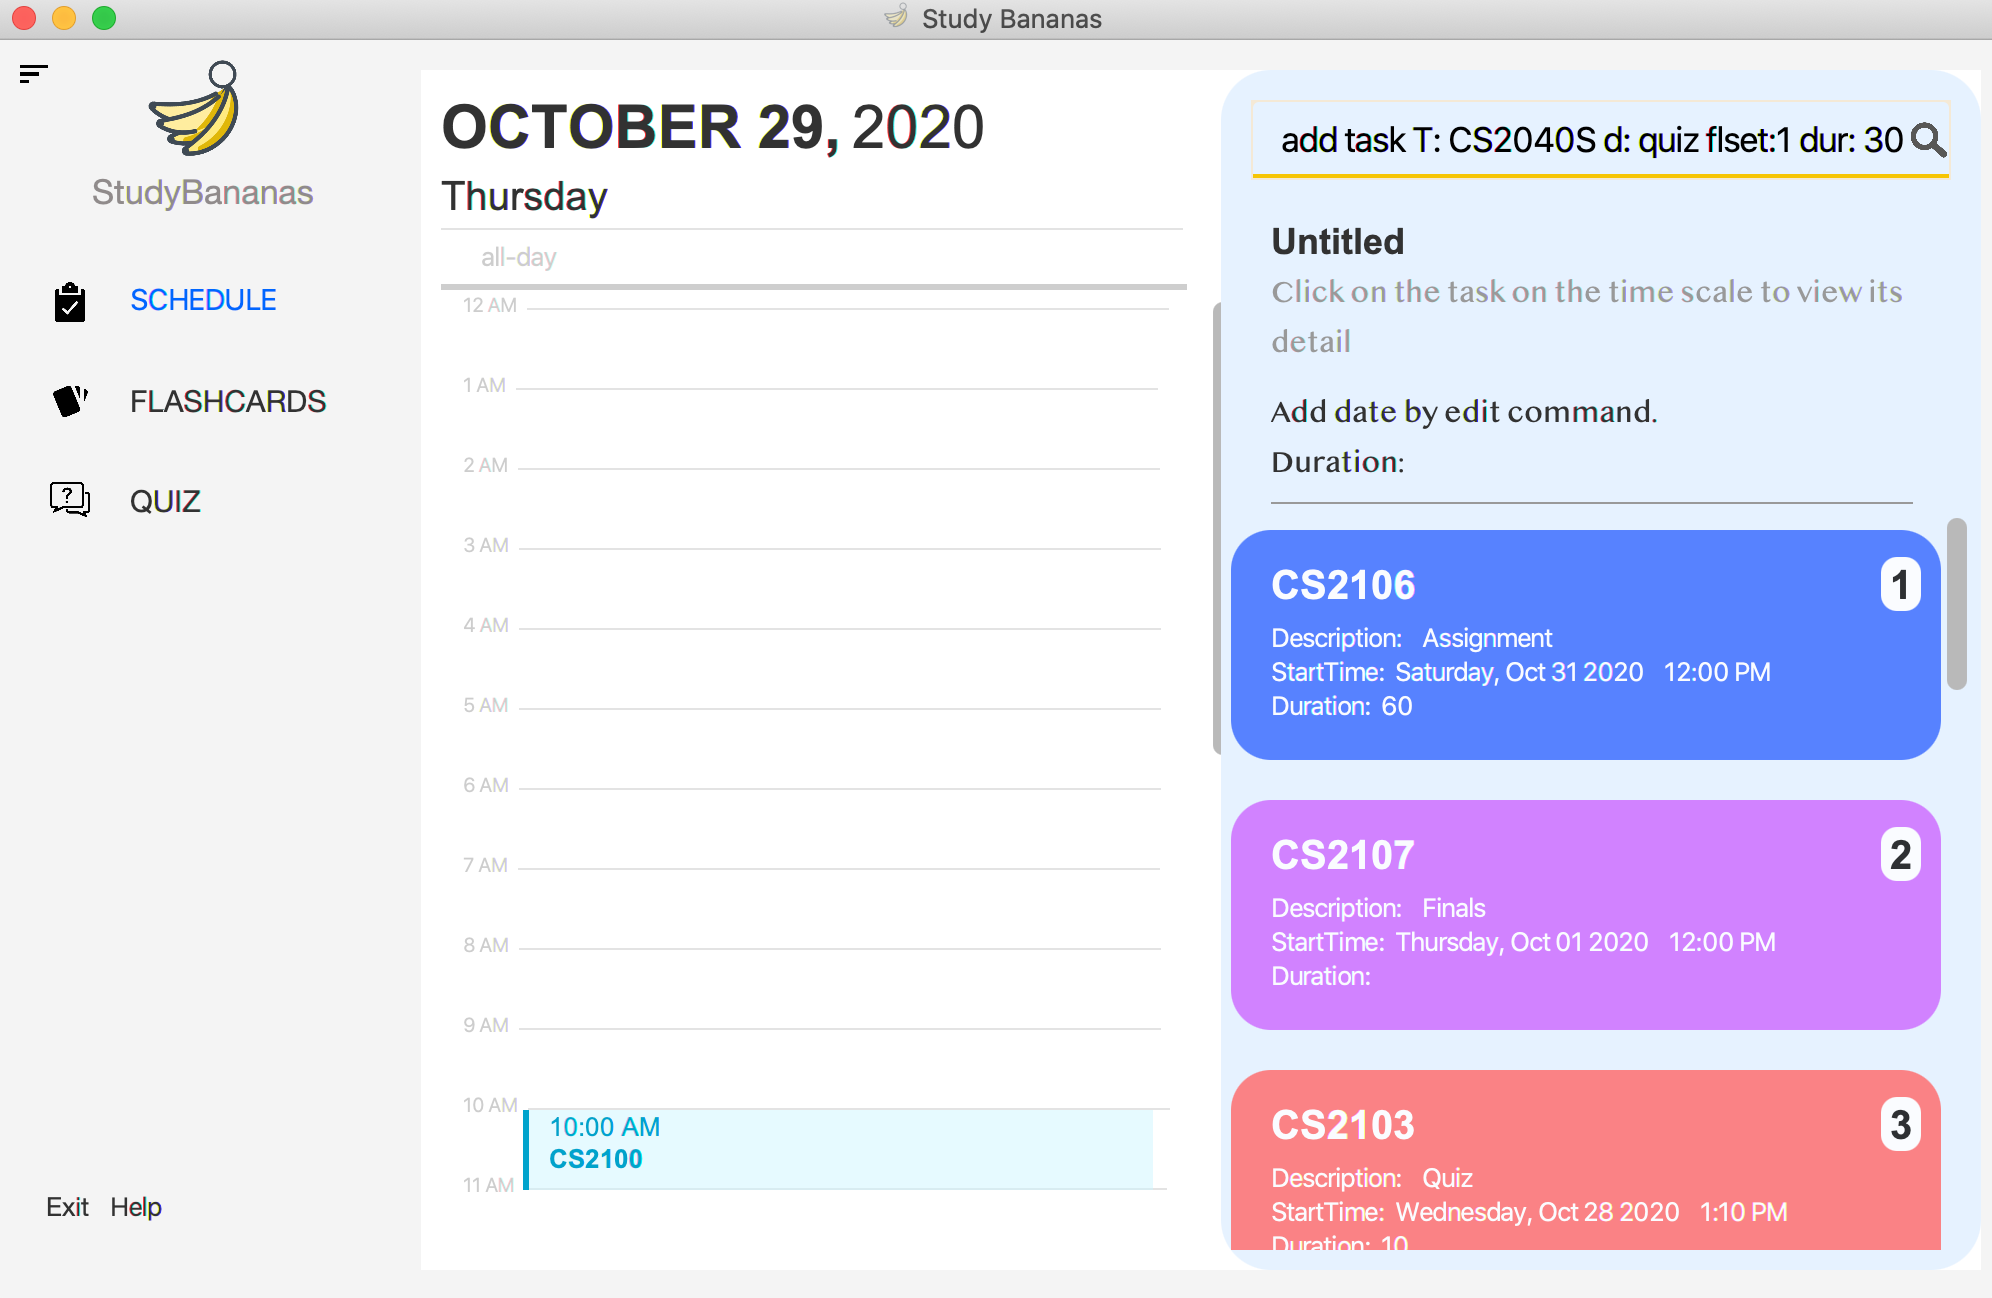 Study Bananas
StudyBananas
SCHEDULE
FLASHCARDS
QUIZ
Exit Help
OCTOBER 29, 2020
Thursday
all-day
12 AM
1 AM
2 AM
3 AM
4 AM
5 AM
6 AM
7 AM
8 AM
9 AM
10 AM
10:00 AM
CS2100
11 AM
add task T: CS2040S d: quiz flset:1 dur: 30
Untitled
Click on the task on the time scale to view its
detail
Add date by edit command.
Duration:
CS2106
1
Description: Assignment
StartTime: Saturday, Oct 31 2020 12:00 PM
Duration: 60
CS2107
2
Description: Finals
StartTime: Thursday, Oct 01 2020 12:00 PM
Duration:
CS2103
3
Description: Quiz
StartTime: Wednesday, Oct 28 2020 1:10 PM
Duration: 10